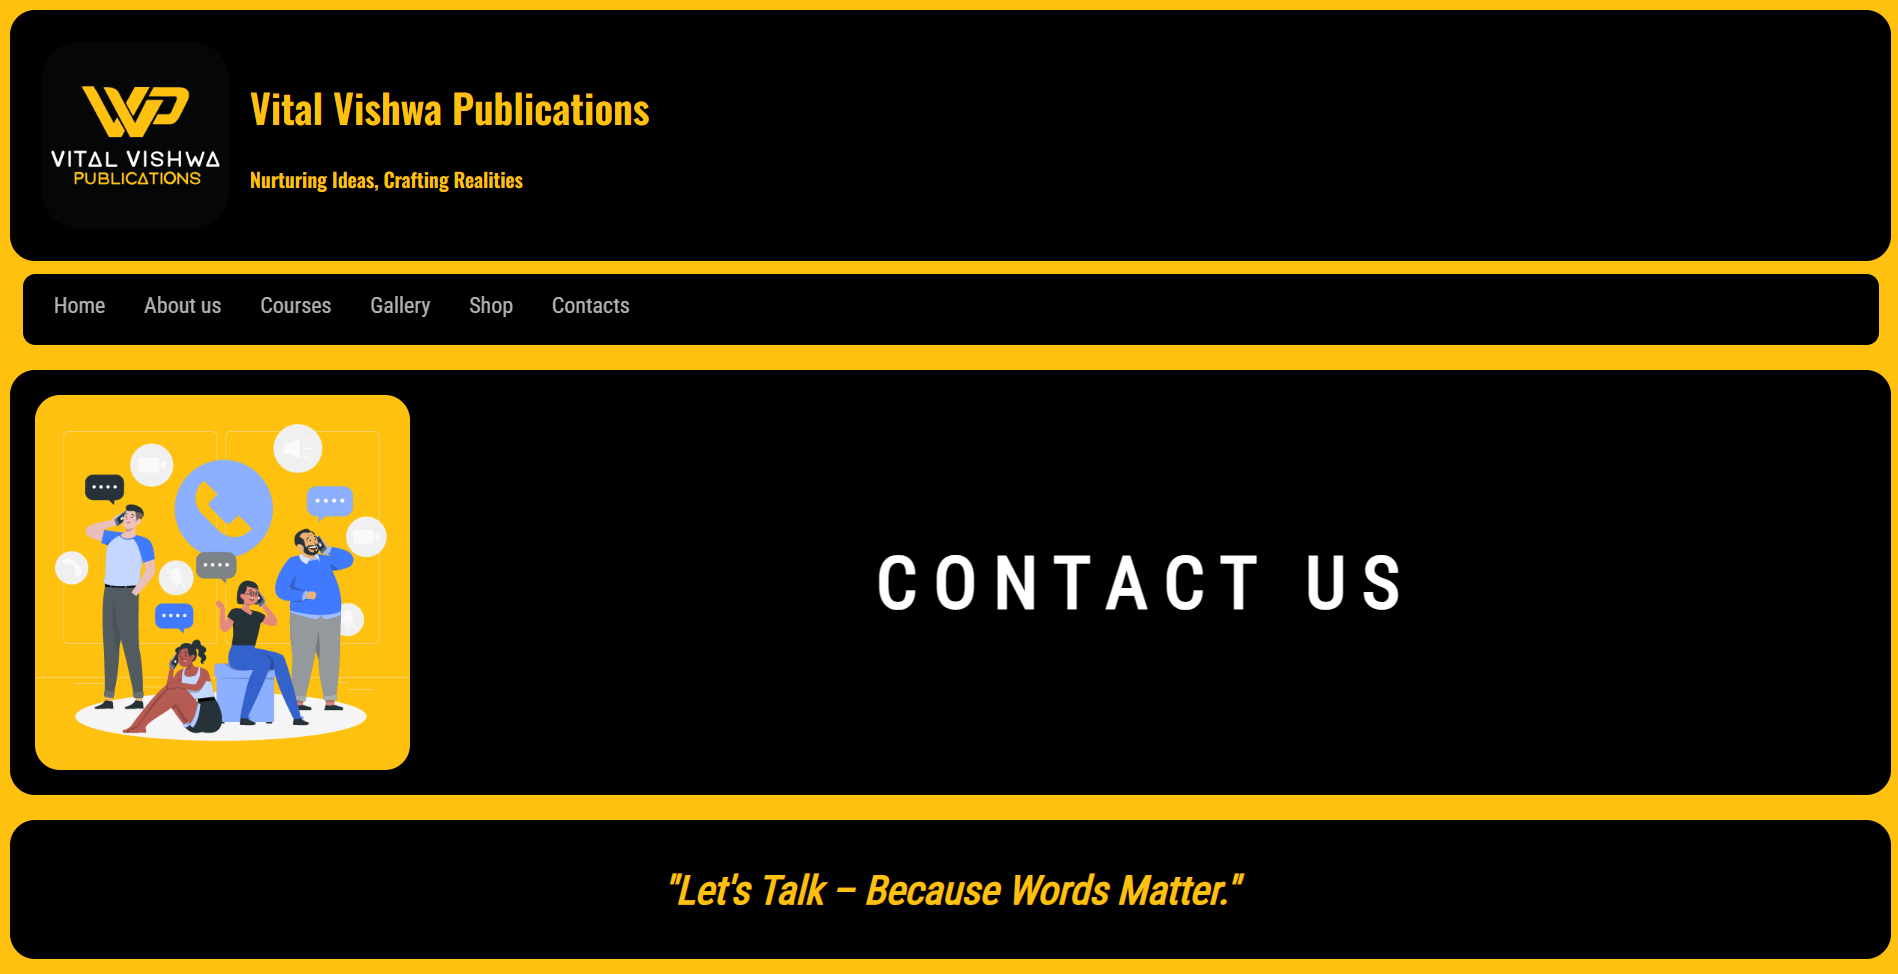 VITAL VISHWA
PUBLICATIONS
Vital Vishwa Publications
Nurturing Ideas, Crafting Realities
Home About us Courses Gallery Shop Contacts
CONTACT US
"Let's Talk – Because Words Matter."